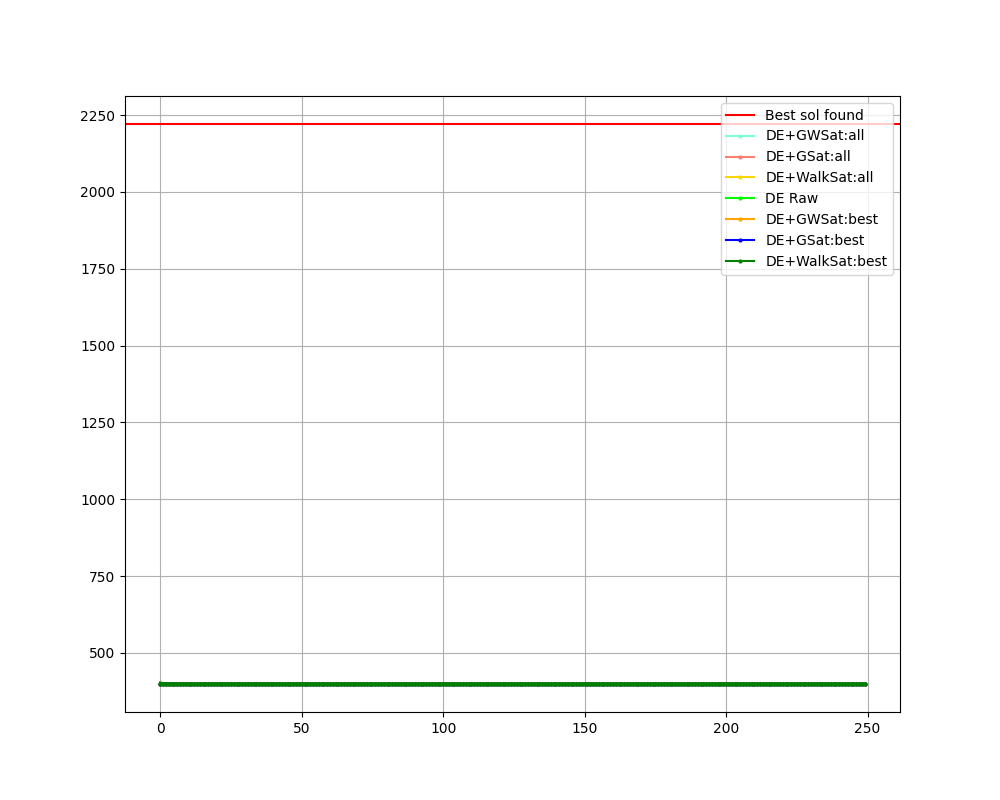 2250
2000
1750
1500
1250
1000
750
500
0
50
100
150
200
250
Best sol found
DE+GWSat:all
DE+GSat:all
DE+WalkSat:all
DE Raw
DE+GWSat:best
DE+GSat:best
DE+WalkSat:best